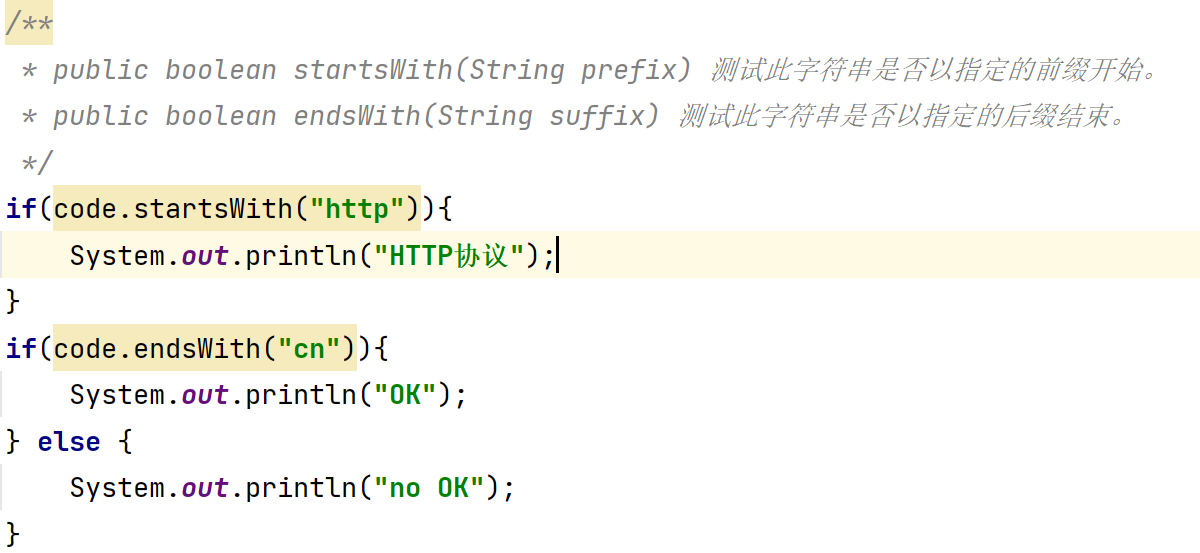 /**
 * public boolean startsWith(String prefix) 测试此字符串是否以指定的前缀开始。
 * public boolean endsWith(String suffix) 测试此字符串是否以指定的后缀结束。
 */
if(code.startsWith("http")){
    System.out.println("HTTP协议");
}
if(code.endsWith("cn")){
    System.out.println("OK");
} else {
    System.out.println("no OK");
}